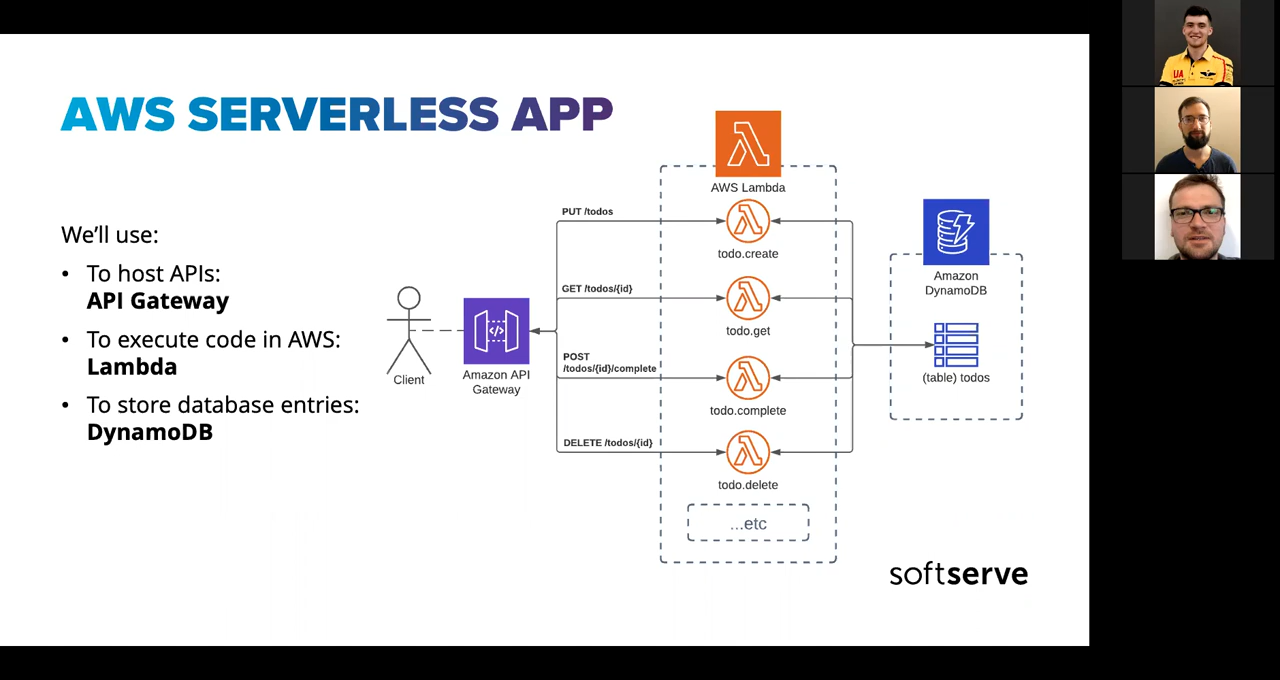 AWS SERVERLESS APP
We'll use:
• To host APIs:
API Gateway
• To execute code in AWS:
Lambda
• To store database entries:
DynamoDB
Client
Amazon API
Gateway
PUT /todos
GET /todos/{id}
POST
/todos/{id}/complete
DELETE /todos/{id}
AWS Lambda
todo.create
todo.get
todo.complete
todo.delete
...etc
Amazon
DynamoDB
(table) todos
softserve
UA